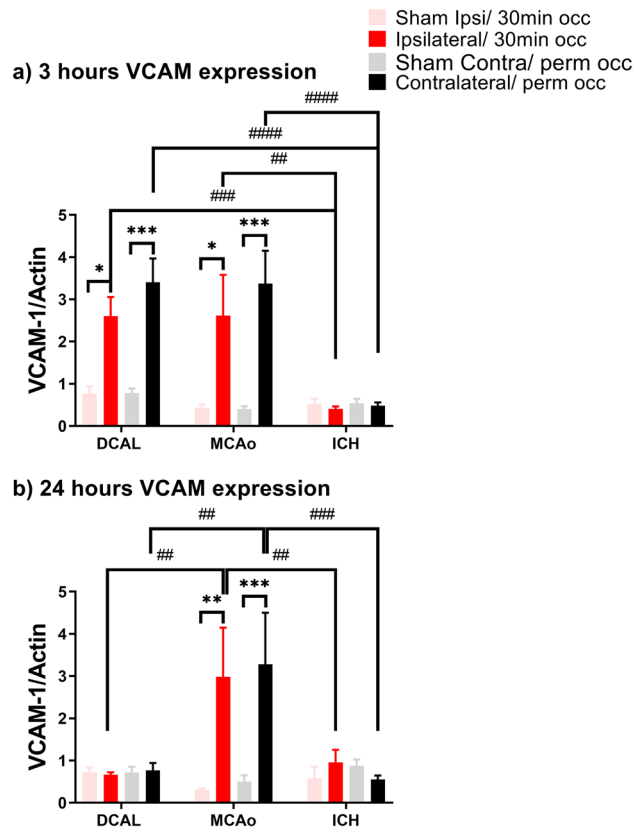 Sham Ipsi/ 30min occ
Ipsilateral/ 30min occ
Sham Contra/ perm occ
Contralateral/ perm occ
a) 3 hours VCAM expression
####
####
##
###
* *** * ***
VCAM-1/Actin
5
4
3
2
1
0
DCAL MCAo ICH
b) 24 hours VCAM expression
## ###
## ##
** ***
VCAM-1/Actin
5
4
3
2
1
0
DCAL MCAo ICH